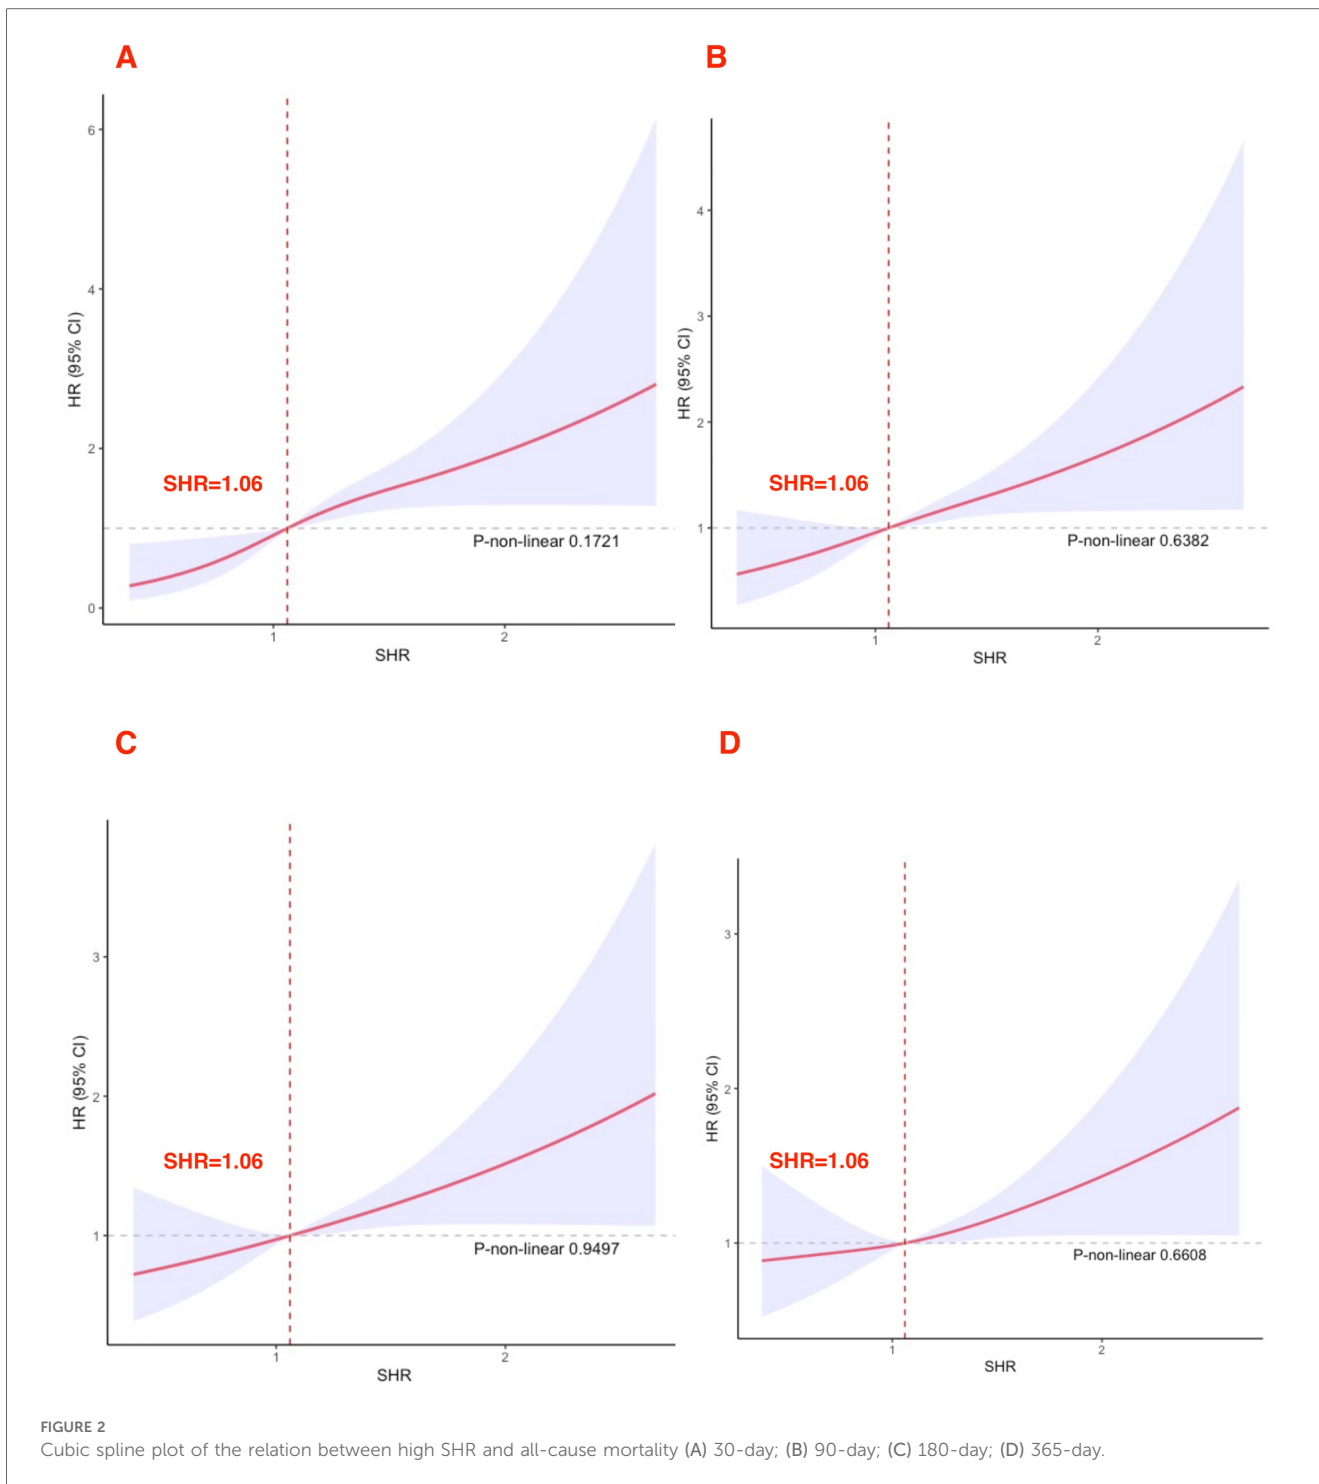 A
6
4
2
0
HR (95% CI)
SHR=1.06
P-non-linear 0.1721
1
2
SHR
B
4
3
2
1
HR (95% CI)
SHR=1.06
P-non-linear 0.6382
1
2
SHR
C
3
2
1
HR (95% CI)
SHR=1.06
P-non-linear 0.9497
1
2
SHR
D
3
2
1
HR (95% CI)
SHR=1.06
P-non-linear 0.6608
1
2
SHR
FIGURE 2
Cubic spline plot of the relation between high SHR and all-cause mortality (A) 30-day; (B) 90-day; (C) 180-day; (D) 365-day.